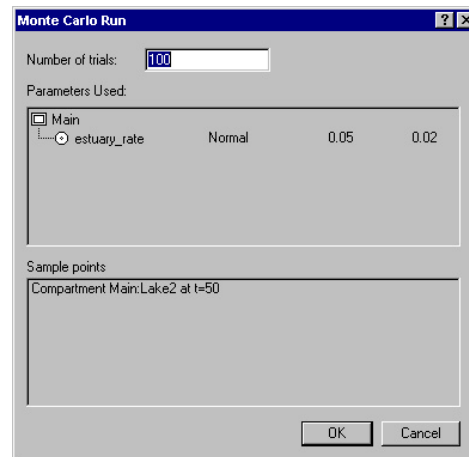 Monte Carlo Run
Number of trials: 100
Parameters Used:
Main
estuary_rate Normal 0.05 0.02
Sample points
Compartment Main:Lake2 at t=50
OK Cancel